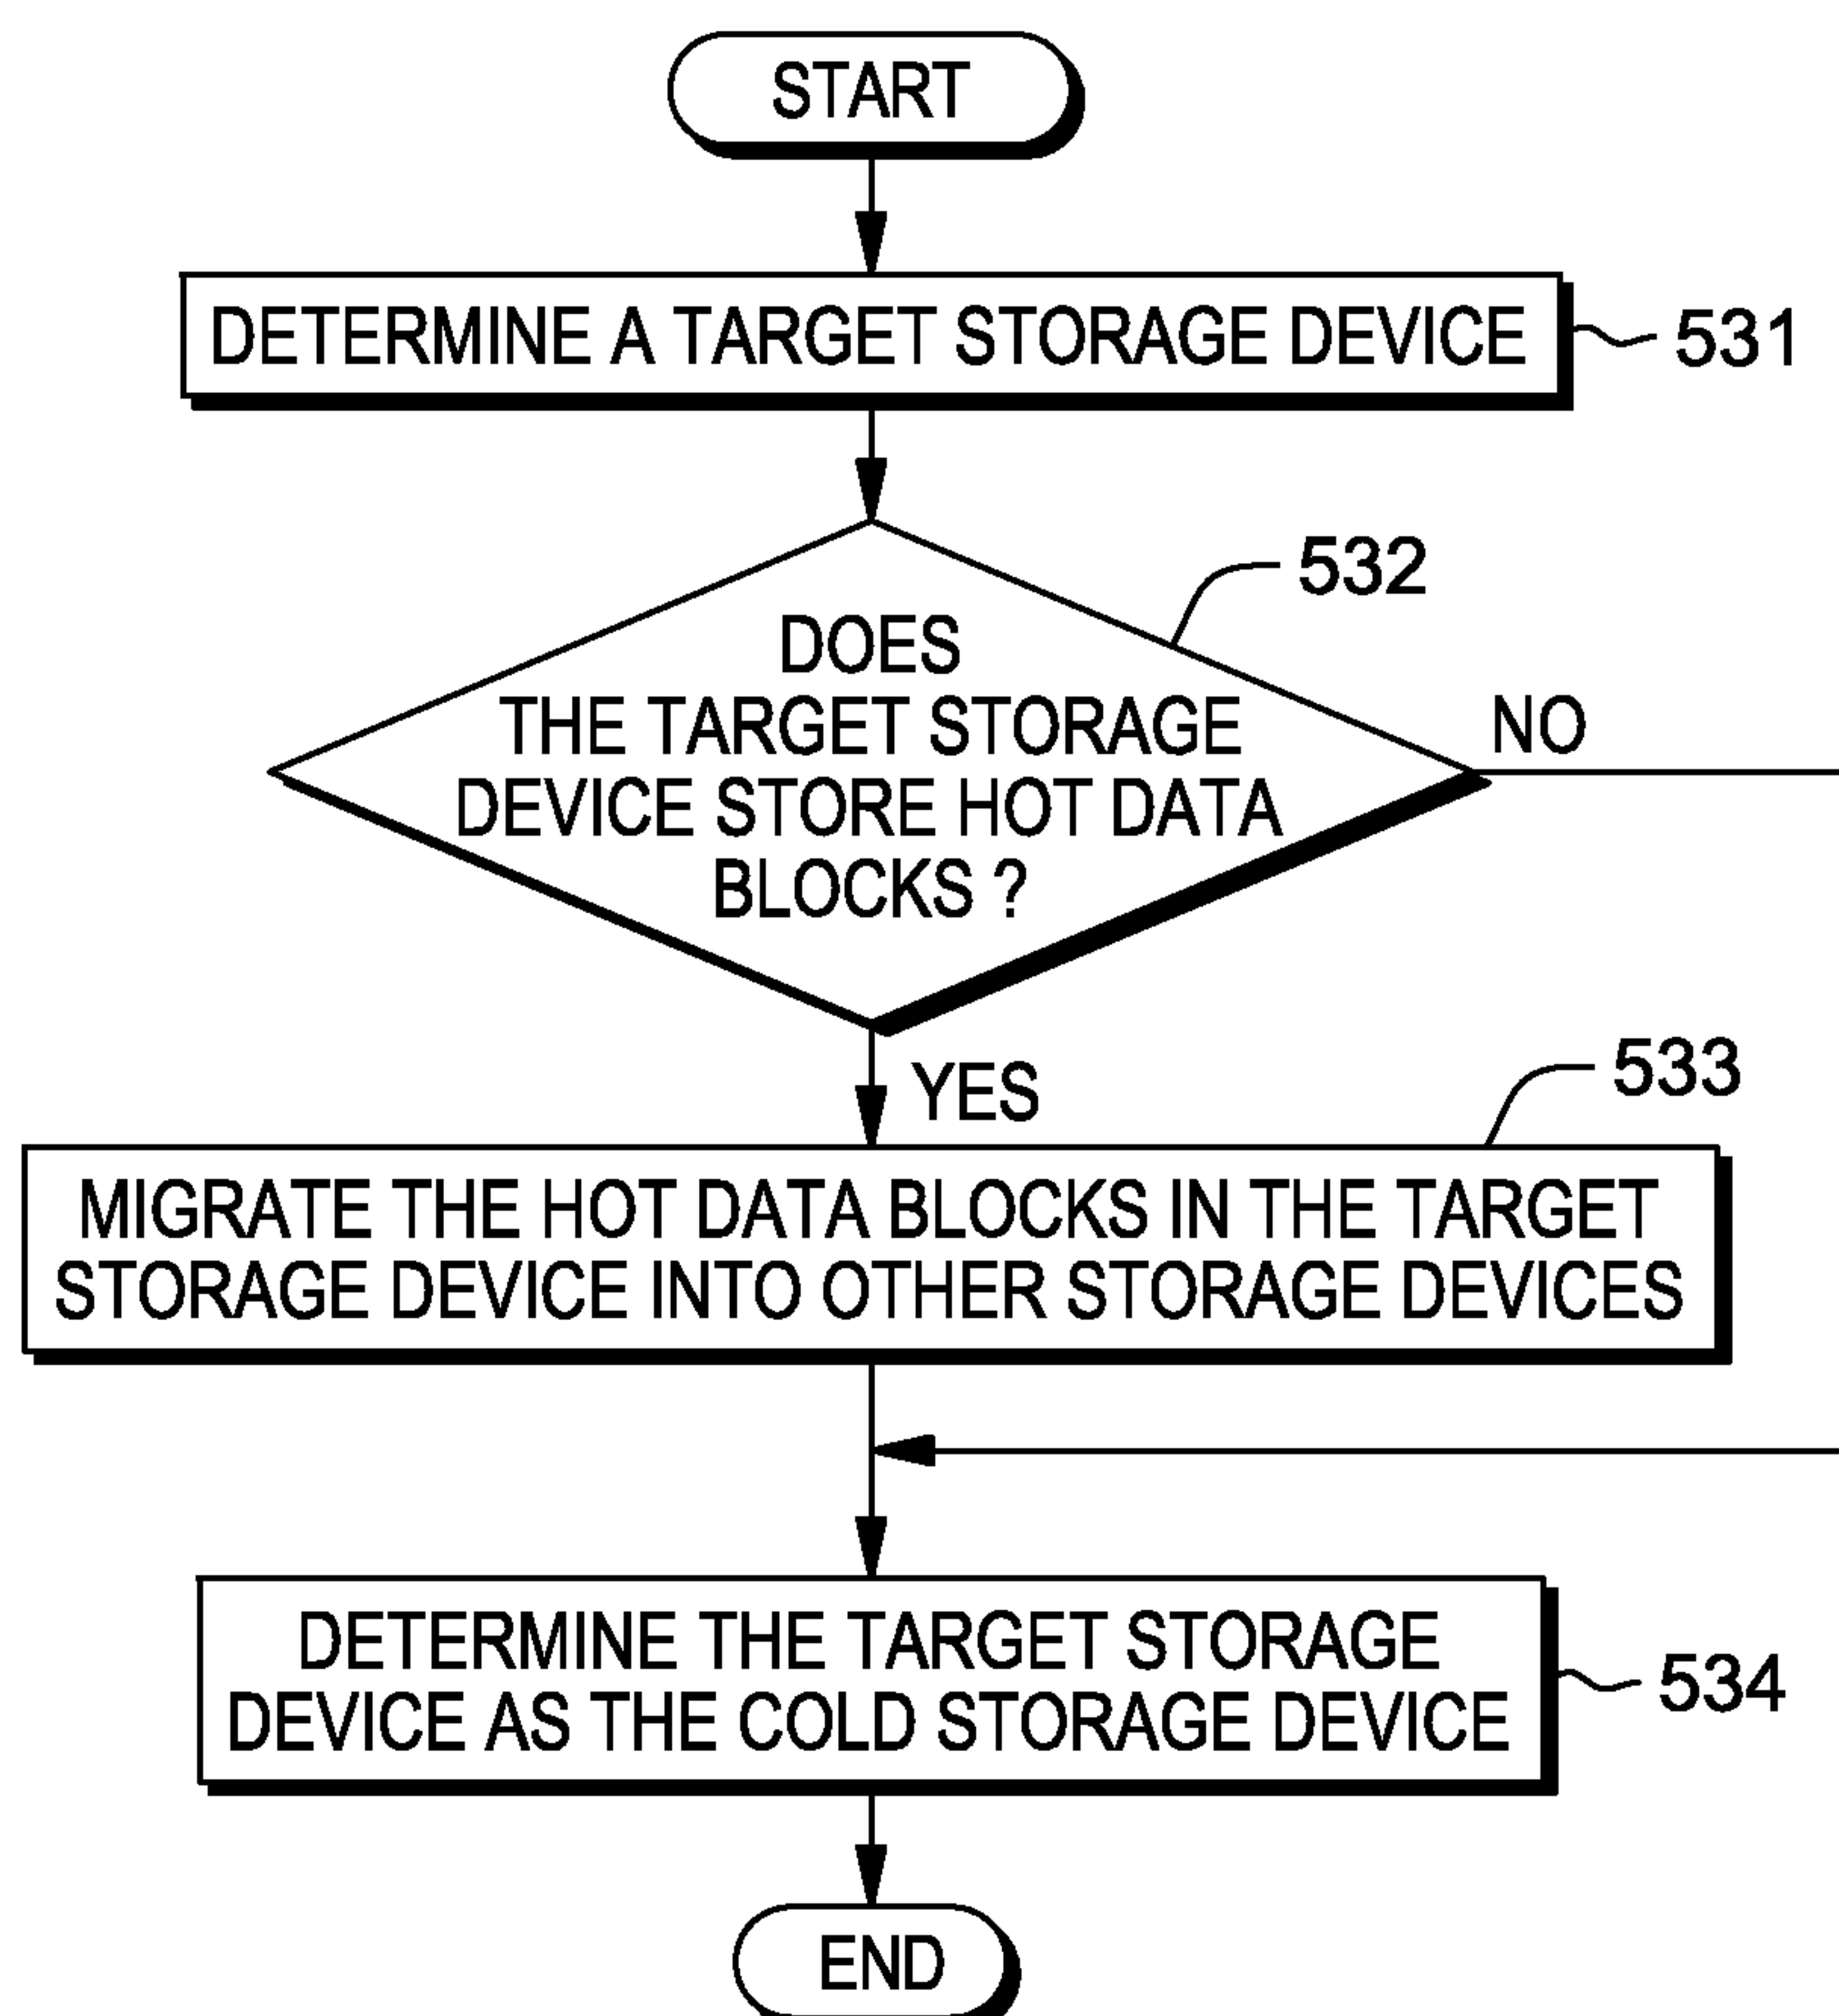 START
DETERMINE A TARGET STORAGE DEVICE
531
532
DOES
THE TARGET STORAGE
DEVICE STORE HOT DATA
BLOCKS ?
NO
YES
533
MIGRATE THE HOT DATA BLOCKS IN THE TARGET
STORAGE DEVICE INTO OTHER STORAGE DEVICES
DETERMINE THE TARGET STORAGE
DEVICE AS THE COLD STORAGE DEVICE
534
END